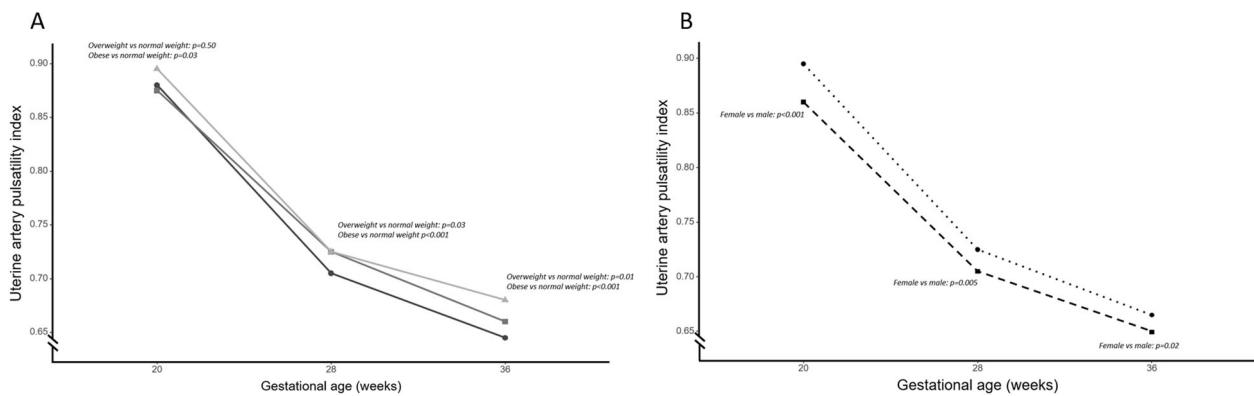 A
Overweight vs normal weight: p=0.50
Obese vs normal weight: p=0.03
0.90
0.85
0.80
0.75
0.70
0.65
Uterine artery pulsatility index
Overweight vs normal weight: p=0.03
Obese vs normal weight p<0.001
Overweight vs normal weight: p=0.01
Obese vs normal weight: p<0.001
20
28
36
Gestational age (weeks)
B
0.90
0.85
0.80
0.75
0.70
0.65
Uterine artery pulsatility index
Female vs male: p<0.001
Female vs male: p=0.005
Female vs male: p=0.02
20
28
36
Gestational age (weeks)